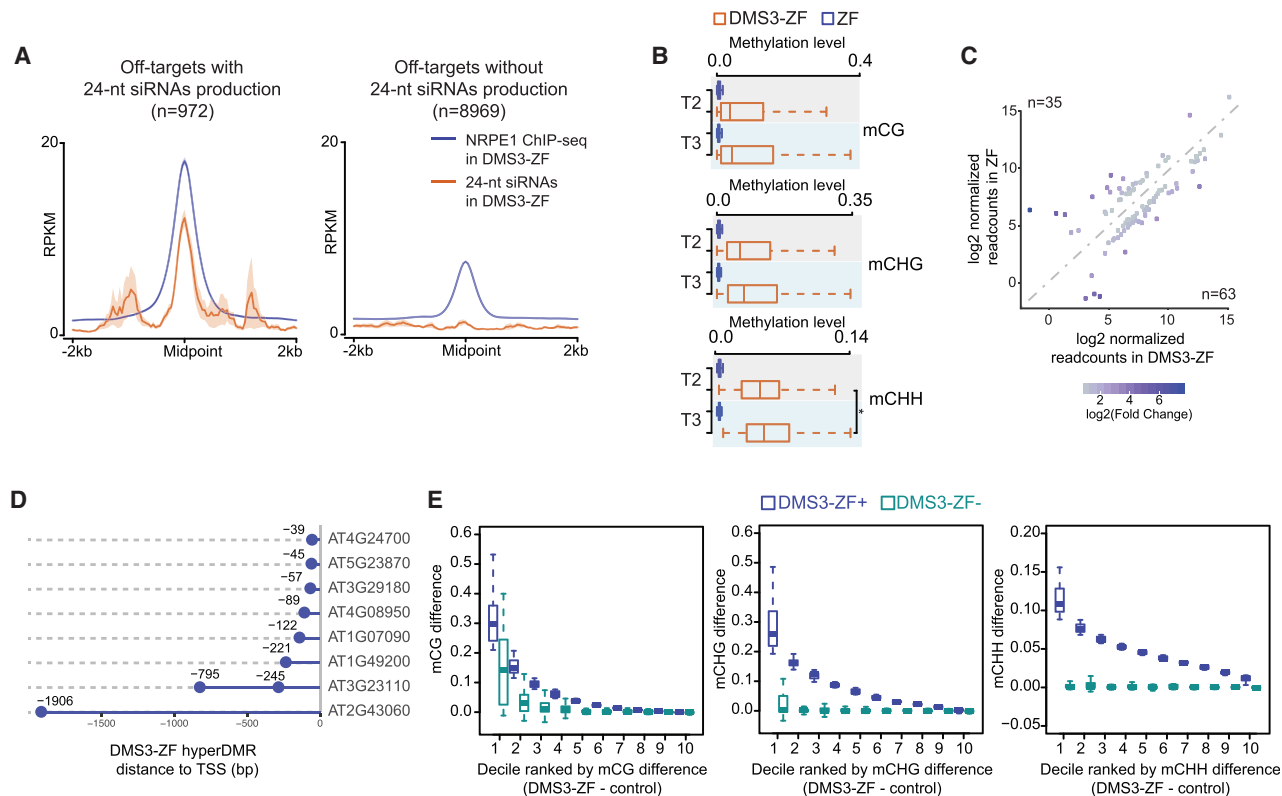 A
Off-targets with
24-nt siRNAs production
(n=972)
20
RPKM
0
-2kb
Midpoint
2kb
Off-targets without
24-nt siRNAs production
(n=8969)
NRPE1 ChIP-seq
in DMS3-ZF
24-nt siRNAs
in DMS3-ZF
20
RPKM
0
-2kb
Midpoint
2kb
DMS3-ZF ZF
B
Methylation level
0.0 0.4
T2
T3
mCG
Methylation level
0.0 0.35
T2
T3
mCHG
Methylation level
0.0 0.14
T2
T3
mCHH
*
C
n=35
15
10
5
0
log2 normalized
readcounts in ZF
n=63
0 5 10 15
log2 normalized
readcounts in DMS3-ZF
2 4 6
log2(Fold Change)
D
−39 AT4G24700
−45 AT5G23870
−57 AT3G29180
−89 AT4G08950
−122 AT1G07090
−221 AT1G49200
−795 −245 AT3G23110
−1906 AT2G43060
−1500 −1000 −500 0
DMS3-ZF hyperDMR
distance to TSS (bp)
E
DMS3-ZF+ DMS3-ZF-
0.6
0.5
0.4
0.3
0.2
0.1
0.0
mCG difference
1 2 3 4 5 6 7 8 9 10
Decile ranked by mCG difference
(DMS3-ZF - control)
0.6
0.5
0.4
0.3
0.2
0.1
0.0
mCHG difference
1 2 3 4 5 6 7 8 9 10
Decile ranked by mCHG difference
(DMS3-ZF - control)
0.20
0.15
0.10
0.05
0.00
−0.05
mCHH difference
1 2 3 4 5 6 7 8 9 10
Decile ranked by mCHH difference
(DMS3-ZF - control)